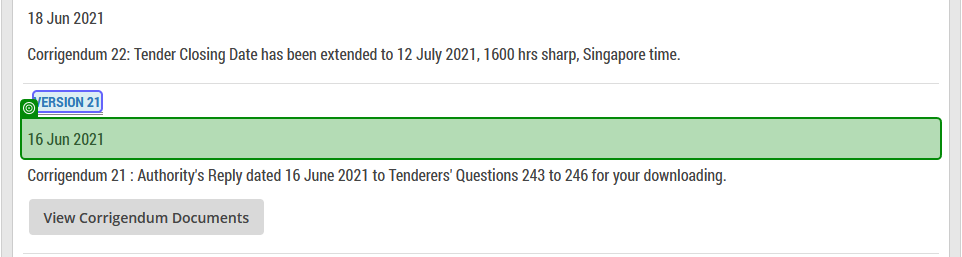 18 Jun 2021
Corrigendum 22: Tender Closing Date has been extended to 12 July 2021, 1600 hrs sharp, Singapore time.
VERSION 21
16 Jun 2021
Corrigendum 21 : Authority's Reply dated 16 June 2021 to Tenderers' Questions 243 to 246 for your downloading.
View Corrigendum Documents